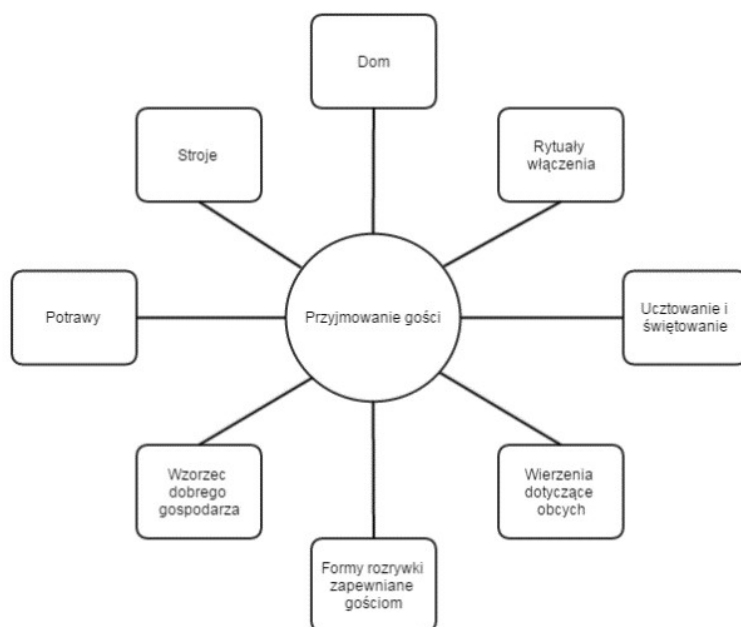 Dom
Stroje
Rytuały
włączenia
Potrawy
Przyjmowanie gości
Ucztowanie i
świętowanie
Wzorzec
dobrego
gospodarza
Wierzenia
dotyczące
obcych
Formy rozrywki
zapewniane
gościom